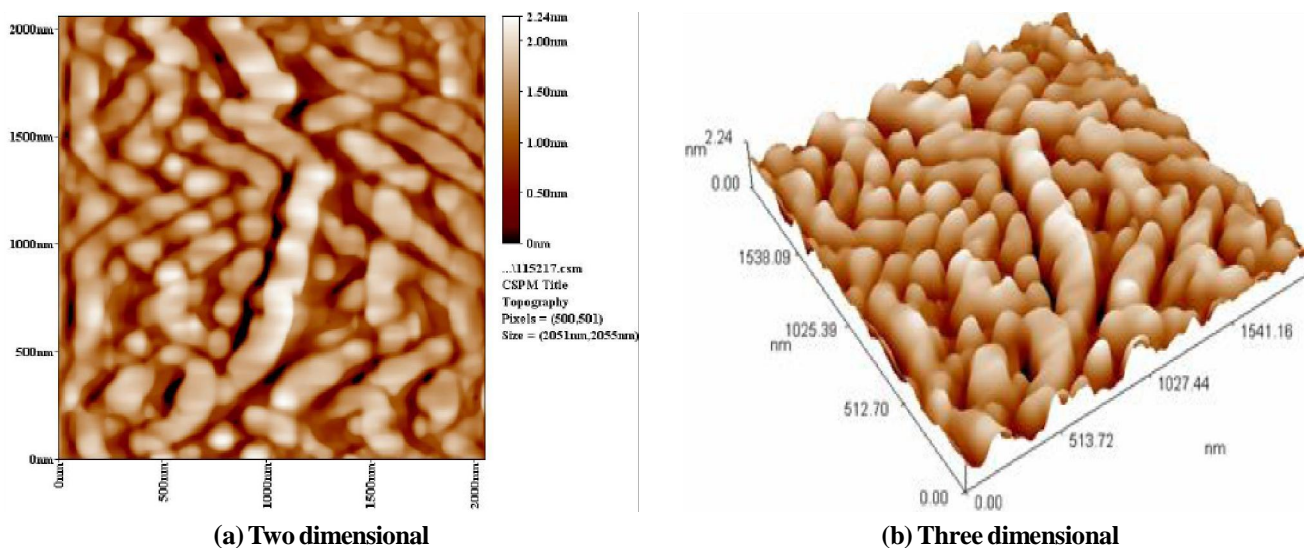 2000nm
1500nm
1000nm
500nm
0nm
0nm
500nm
1000nm
1500nm
2000nm
2.24nm
2.00nm
1.50nm
1.00nm
0.50nm
0nm
...\115217.csm
CSPM Title
Topography
Pixels = (500,501)
Size = (2051nm,2055nm)
(a) Two dimensional
nm 2.24
0.00
1538.09
1025.39
nm
512.70
0.00
0.00
513.72
1027.44
1541.16
nm
(b) Three dimensional